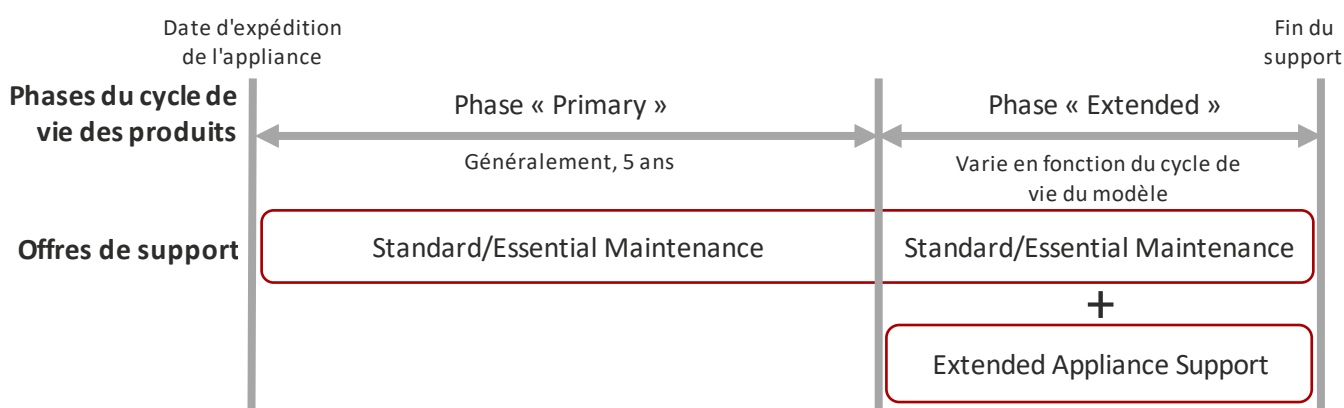 Date d'expédition
de l'appliance
Fin du
support
Phases du cycle de
vie des produits
Phase « Primary »
Phase « Extended »
Généralement, 5 ans
Varie en fonction du cycle de
vie du modèle
Offres de support
Standard/Essential Maintenance
Standard/Essential Maintenance
+
Extended Appliance Support